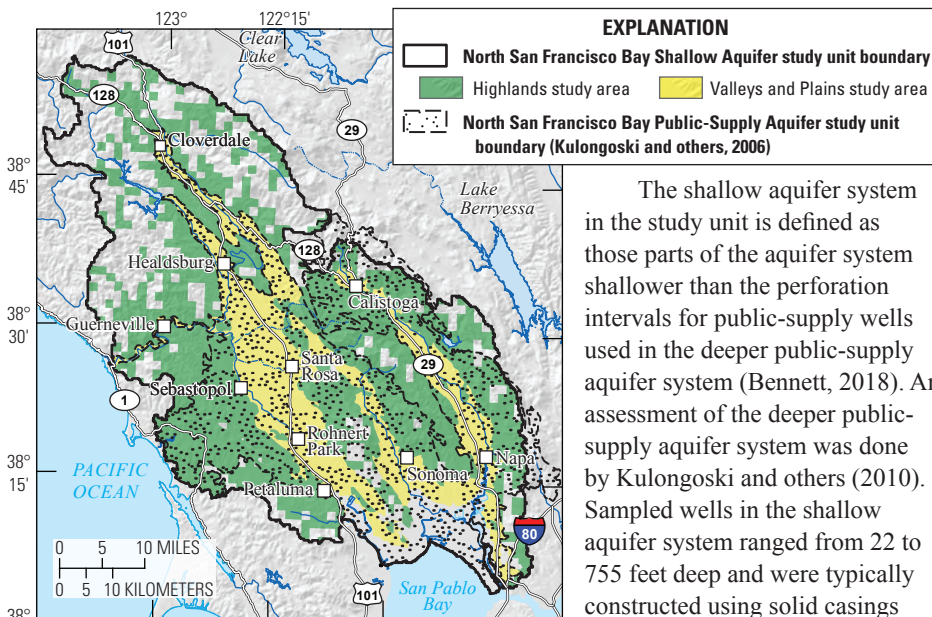 123°
122°15'
EXPLANATION
North San Francisco Bay Shallow Aquifer study unit boundary
Highlands study area
Valleys and Plains study area
North San Francisco Bay Public-Supply Aquifer study unit
boundary (Kulongoski and others, 2006)
101
Clear
Lake
128
29
Cloverdale
38°
45'
Lake
Berryessa
128
Healdsburg
Calistoga
Guerneville
38°
30'
Santa
Rosa
29
Sebastopol
1
Rohnert
Park
Napa
Sonoma
38°
15'
PACIFIC
OCEAN
Petaluma
80
0 5 10 MILES
0 5 10 KILOMETERS
San Pablo
Bay
101
38°
The shallow aquifer system
in the study unit is defined as
those parts of the aquifer system
shallower than the perforation
intervals for public-supply wells
used in the deeper public-supply
aquifer system (Bennett, 2018). An
assessment of the deeper public-
supply aquifer system was done
by Kulongoski and others (2010).
Sampled wells in the shallow
aquifer system ranged from 22 to
755 feet deep and were typically
constructed using solid casings